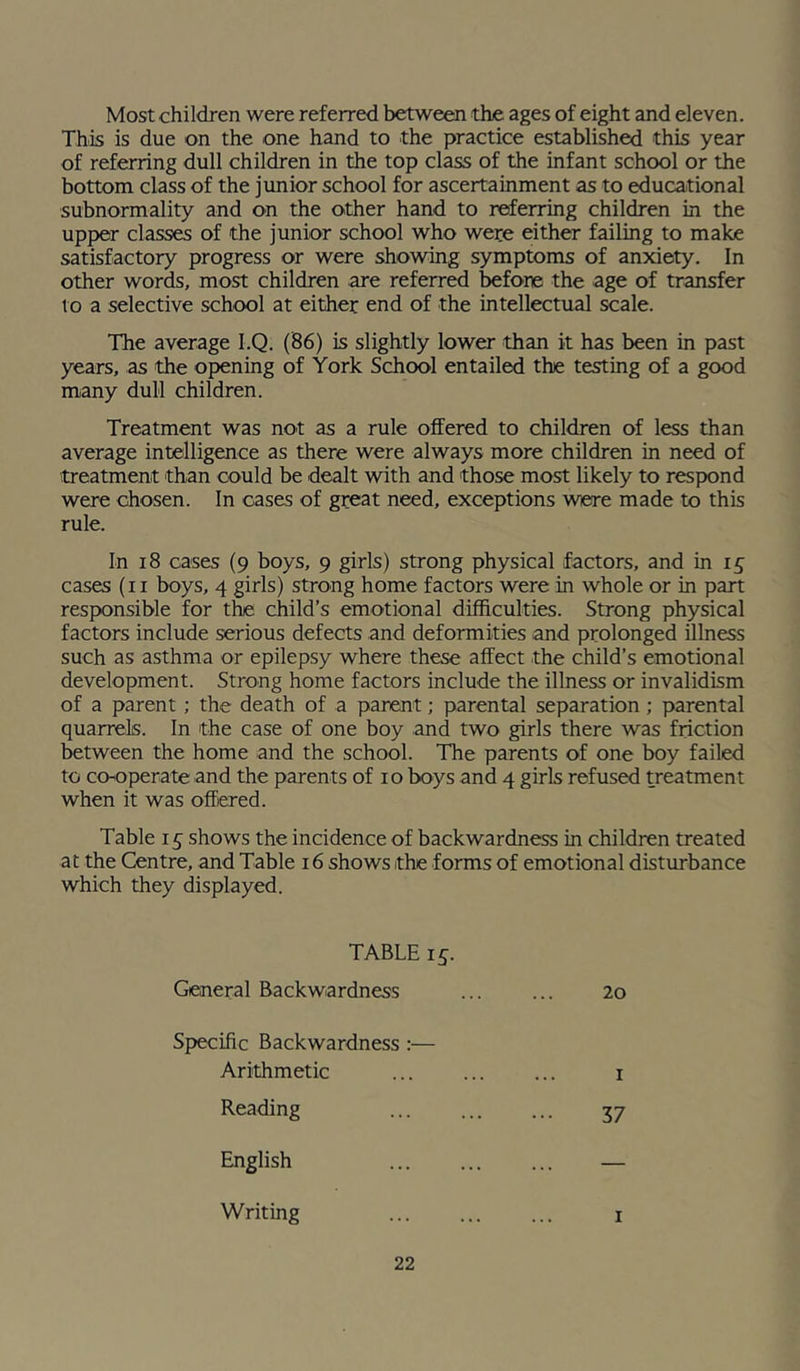 Most children were referred between the ages of eight and eleven.
This is due on the one hand to the practice established this year
of referring dull children in the top class of the infant school or the
bottom class of the junior school for ascertainment as to educational
subnormality and on the other hand to referring children in the
upper classes of the junior school who were either failing to make
satisfactory progress or were showing symptoms of anxiety. In
other words, most children are referred before the age of transfer
to a selective school at either end of the intellectual scale.
The average I.Q. (86) is slightly lower than it has been in past
years, as the opening of York School entailed the testing of a good
many dull children.
Treatment was not as a rule offered to children of less than
average intelligence as there were always more children in need of
treatment than could be dealt with and those most likely to respond
were chosen. In cases of great need, exceptions were made to this
rule.
In 18 cases (9 boys, 9 girls) strong physical factors, and in 15
cases (11 boys, 4 girls) strong home factors were in whole or in part
responsible for the child's emotional difficulties. Strong physical
factors include serious defects and deformities and prolonged illness
such as asthma or epilepsy where these affect the child's emotional
development. Strong home factors include the illness or invalidism
of a parent ; the death of a parent ; parental separation ; parental
quarrels. In the case of one boy and two girls there was friction
between the home and the school. The parents of one boy failed
to co-operate and the parents of 10 boys and 4 girls refused treatment
when it was offered.
Table 15 shows the incidence of backwardness in children treated
at the Centre, and Table 16 shows the forms of emotional disturbance
which they displayed.
TABLE 15.
General Backwardness ... ... 20
Specific Backwardness :—
Arithmetic ... ... ... 1
Reading ... ... ... 37
English ... ... ... —
Writing ... ... ... 1
22